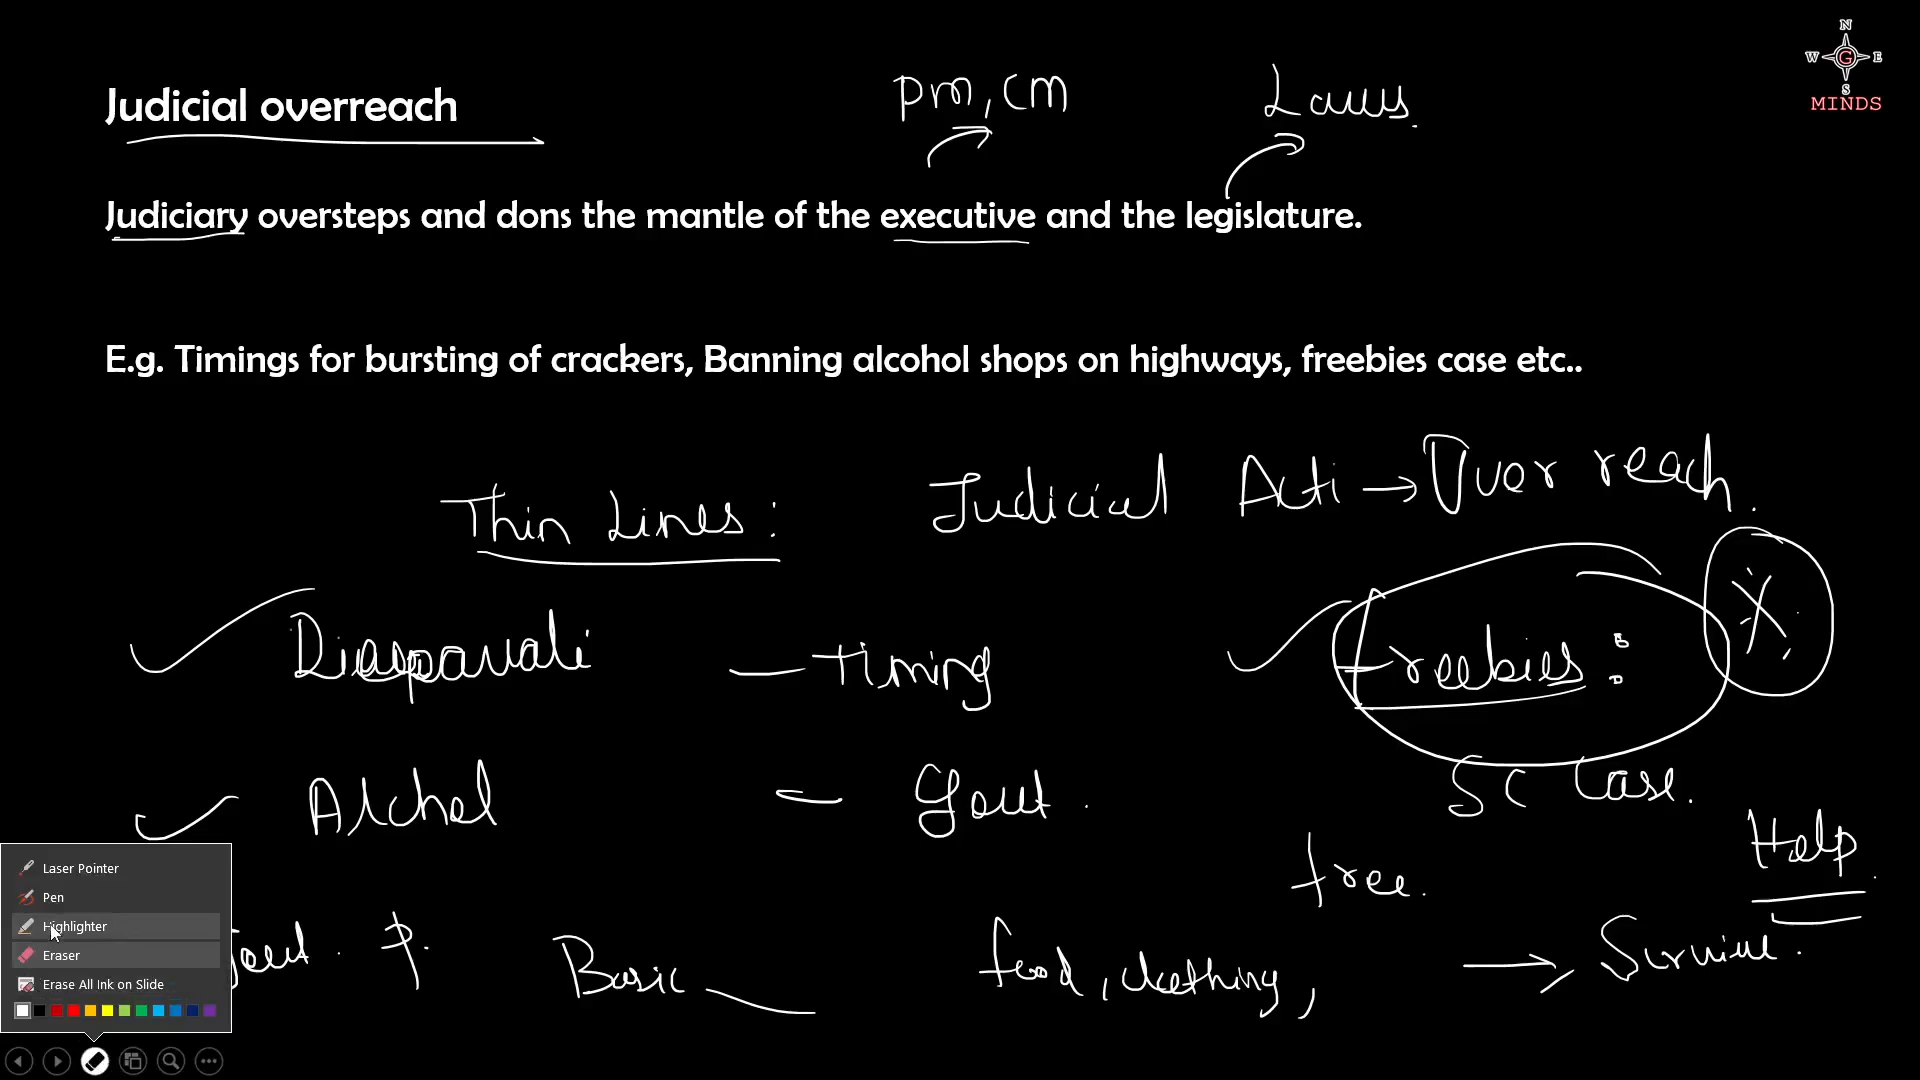 N
W G E
S
MINDS
Judicial overreach
Pm, CM
Laws.
Judiciary oversteps and dons the mantle of the executive and the legislature.
E.g. Timings for bursting of crackers, Banning alcohol shops on highways, freebies case etc..
Thin Lines : Judicial Acti → Over reach.
— Timing
Freebies :
X
Alchol — Govt.
SC Case.
Help
free.
Basic
food, clothing, → Survive.
Laser Pointer
Pen
Highlighter
Eraser
Erase All Ink on Slide